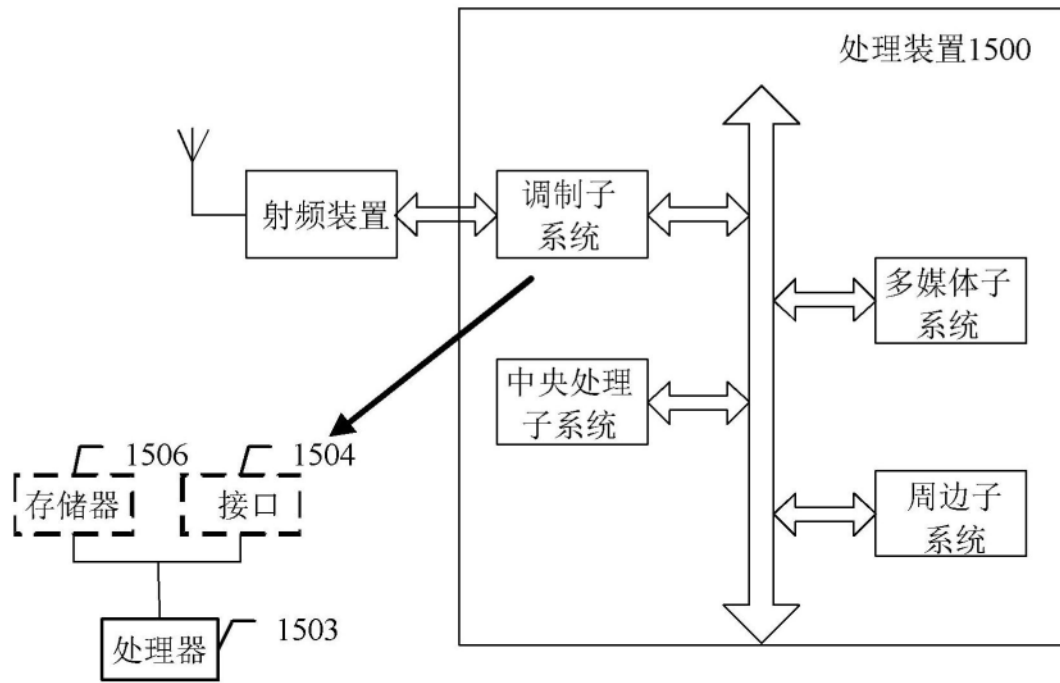 处理装置1500
射频装置
调制子
系统
多媒体子
系统
中央处理
子系统
周边子
系统
1506
1504
存储器
接口
处理器
1503